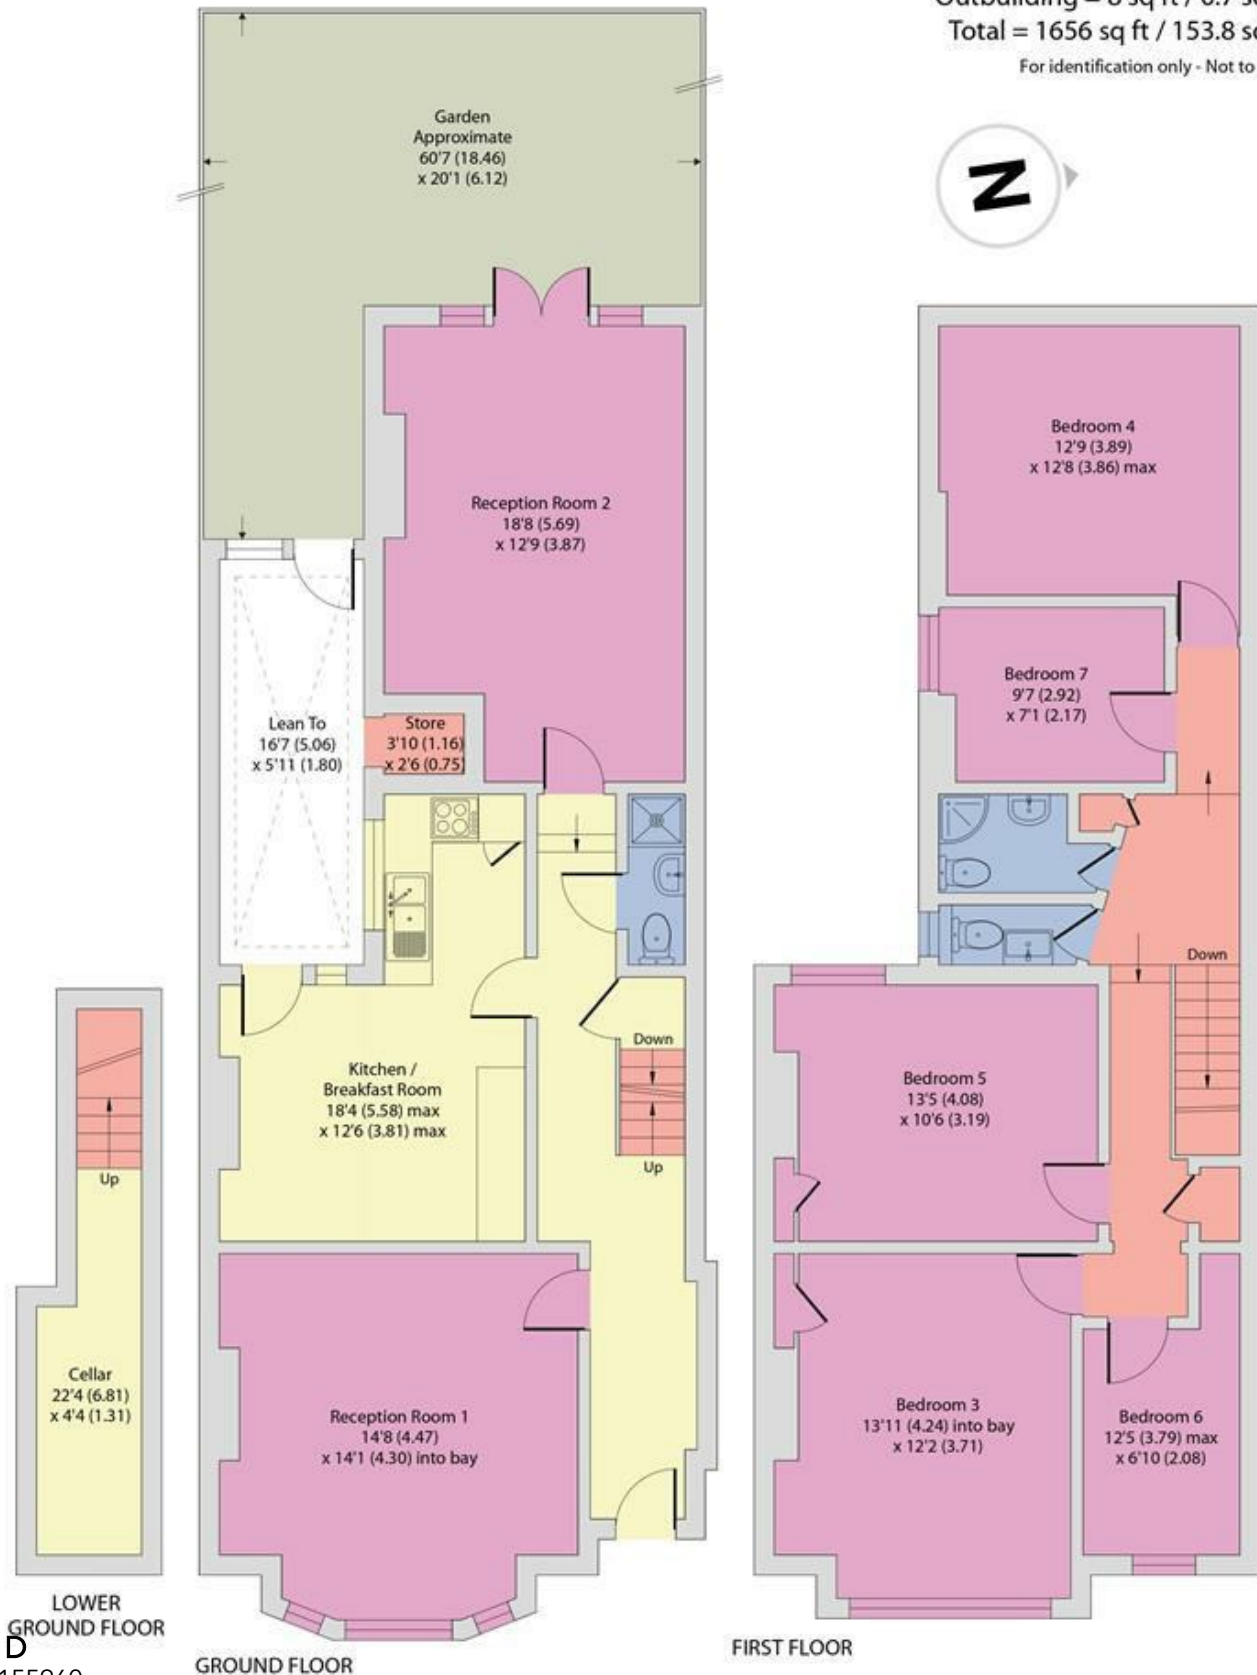 Outbuilding = 8 sq ft / 0.7
Total = 1656 sq ft / 153.8
For identification only - Not to
N
Garden
Approximate
60'7 (18.46)
x 20'1 (6.12)
Reception Room 2
18'8 (5.69)
x 12'9 (3.87)
Lean To
16'7 (5.06)
x 5'11 (1.80)
Store
3'10 (1.16)
x 2'6 (0.75)
Kitchen /
Breakfast Room
18'4 (5.58) max
x 12'6 (3.81) max
Down
Up
Reception Room 1
14'8 (4.47)
x 14'1 (4.30) into bay
GROUND FLOOR
Up
Cellar
22'4 (6.81)
x 4'4 (1.31)
LOWER
GROUND FLOOR
D
Bedroom 4
12'9 (3.89)
x 12'8 (3.86) max
Bedroom 7
9'7 (2.92)
x 7'1 (2.17)
Down
Bedroom 5
13'5 (4.08)
x 10'6 (3.19)
Bedroom 3
13'11 (4.24) into bay
x 12'2 (3.71)
Bedroom 6
12'5 (3.79) max
x 6'10 (2.08)
FIRST FLOOR